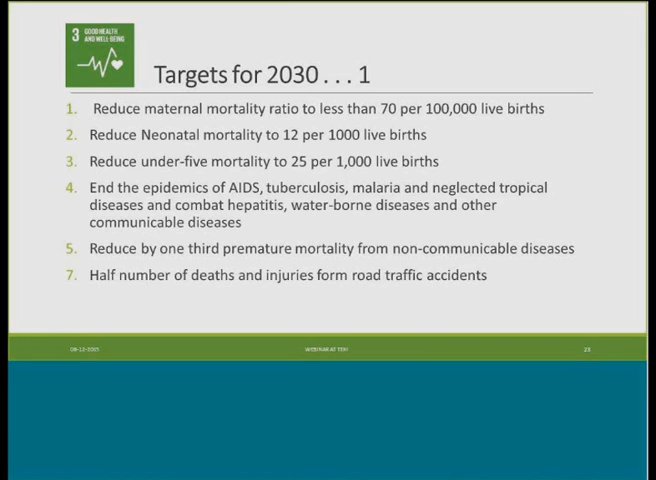 3 GOOD HEALTH
AND WELL-BEING
Targets for 2030 . . . 1
1. Reduce maternal mortality ratio to less than 70 per 100,000 live births
2. Reduce Neonatal mortality to 12 per 1000 live births
3. Reduce under-five mortality to 25 per 1,000 live births
4. End the epidemics of AIDS, tuberculosis, malaria and neglected tropical
diseases and combat hepatitis, water-borne diseases and other
communicable diseases
5. Reduce by one third premature mortality from non-communicable diseases
7. Half number of deaths and injuries form road traffic accidents
WEBINAR AT